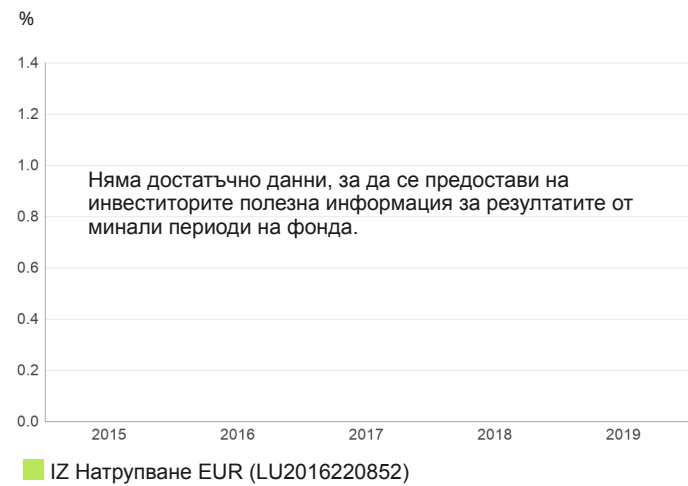 %
1.4
1.2
1.0
Няма достатъчно данни, за да се предостави на
инвеститорите полезна информация за резултатите от
минали периоди на фонда.
0.8
0.6
0.4
0.2
0.0
2015 2016 2017 2018 2019
IZ Натрупване EUR (LU2016220852)